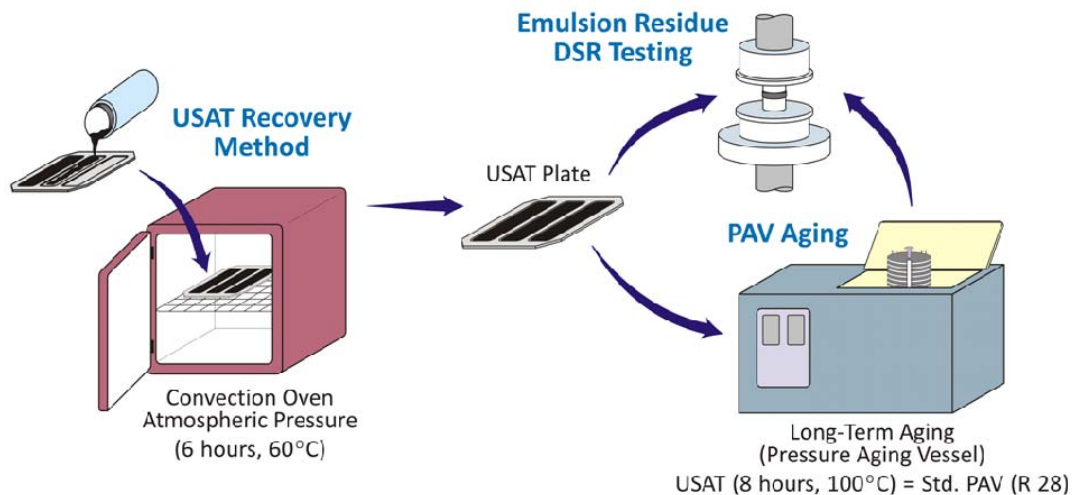 Emulsion Residue
DSR Testing
USAT Recovery
Method
USAT Plate
PAV Aging
Convection Oven
Atmospheric Pressure
(6 hours, 60°C)
Long-Term Aging
(Pressure Aging Vessel)
USAT (8 hours, 100°C) = Std. PAV (R 28)